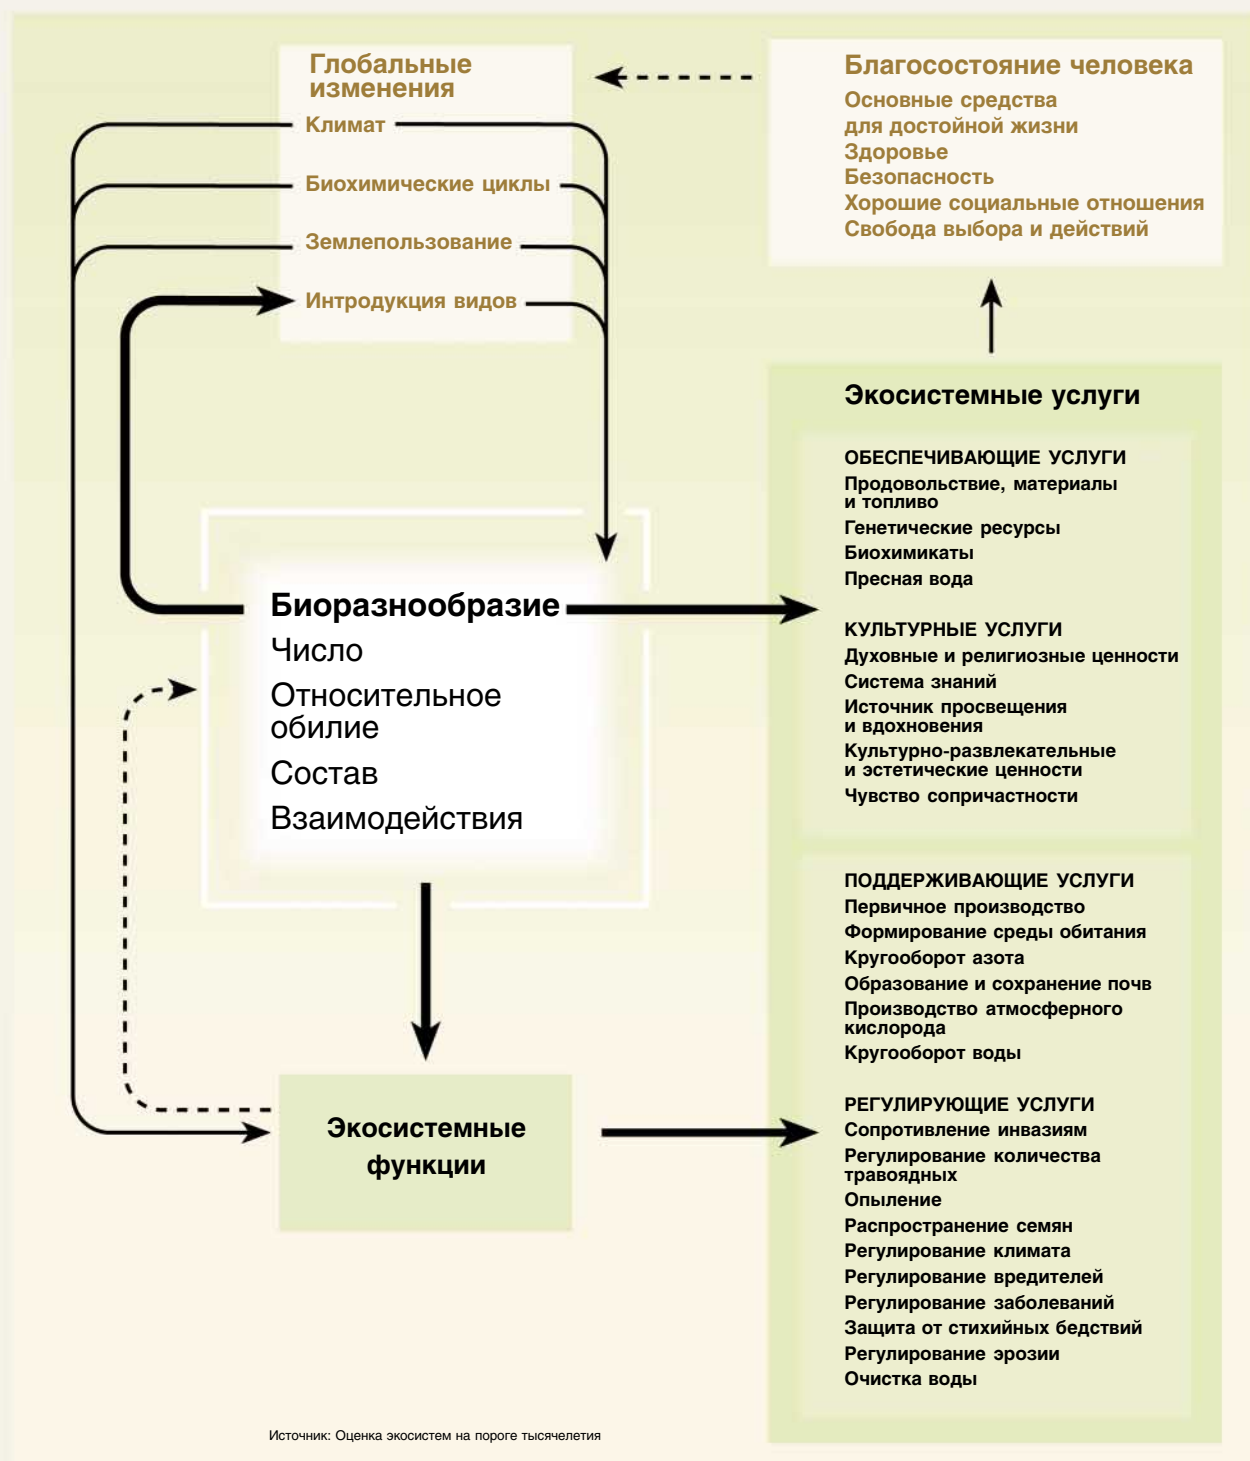 Глобальные
изменения
Климат
Биохимические циклы
Землепользование
Интродукция видов
Благосостояние человека
Основные средства
для достойной жизни
Здоровье
Безопасность
Хорошие социальные отношения
Свобода выбора и действий
Биоразнообразие
Число
Относительное
обилие
Состав
Взаимодействия
Экосистемные
функции
Экосистемные услуги
ОБЕСПЕЧИВАЮЩИЕ УСЛУГИ
Продовольствие, материалы
и топливо
Генетические ресурсы
Биохимикаты
Пресная вода
КУЛЬТУРНЫЕ УСЛУГИ
Духовные и религиозные ценности
Система знаний
Источник просвещения
и вдохновения
Культурно-развлекательные
и эстетические ценности
Чувство сопричастности
ПОДДЕРЖИВАЮЩИЕ УСЛУГИ
Первичное производство
Формирование среды обитания
Кругооборот азота
Образование и сохранение почв
Производство атмосферного
кислорода
Кругооборот воды
РЕГУЛИРУЮЩИЕ УСЛУГИ
Сопротивление инвазиям
Регулирование количества
травоядных
Опыление
Распространение семян
Регулирование климата
Регулирование вредителей
Регулирование заболеваний
Защита от стихийных бедствий
Регулирование эрозии
Очистка воды
Источник: Оценка экосистем на пороге тысячелетия